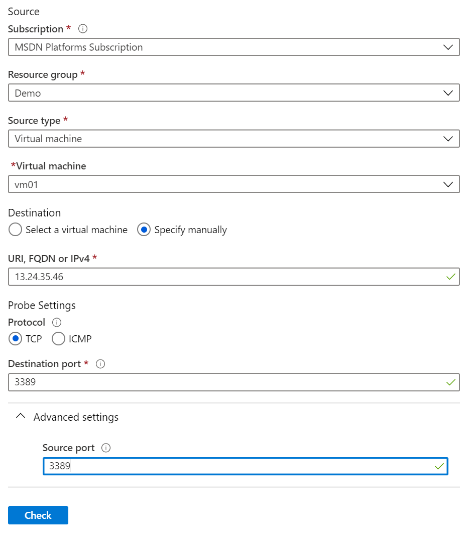 Source
Subscription *
MSDN Platforms Subscription
Resource group *
Demo
Source type *
Virtual machine
*Virtual machine
vm01
Destination
Select a virtual machine Specify manually
URI, FQDN or IPv4 *
13.24.35.46
Probe Settings
Protocol
TCP ICMP
Destination port *
3389
Advanced settings
Source port
3389
Check